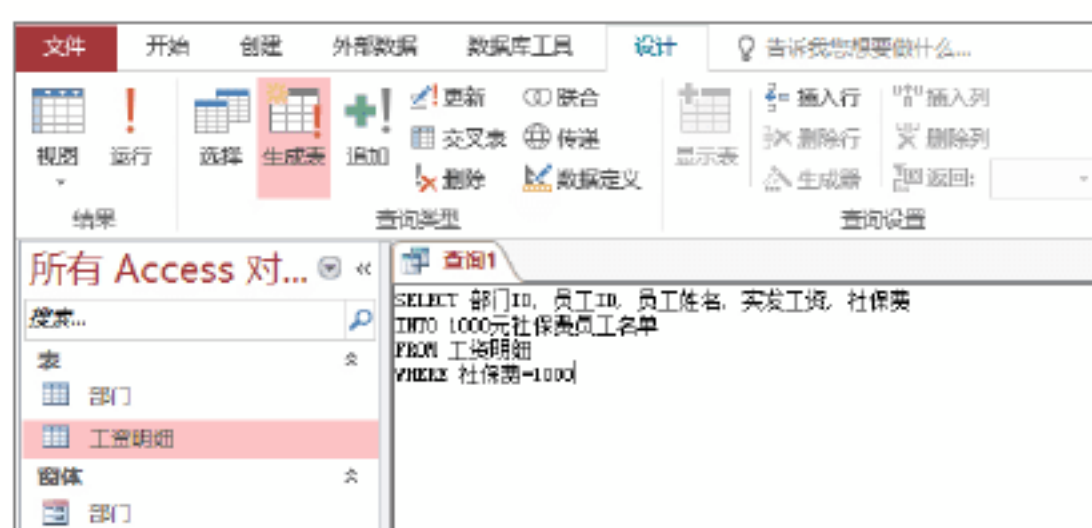 文件 开始 创建 外部数据 数据库工具 设计 告诉我您想要做什么...
视图 运行 选择 生成表 追加 更新 联合 显示表 插入行 插入列
交叉表 传递 删除行 删除列
删除 数据定义 生成器 返回:
结果 查询类型 查询设置
所有 Access 对... «
查询1
搜索...
SELECT 部门ID, 员工ID, 员工姓名, 实发工资, 社保费
INTO 1000元社保费员工名单
FROM 工资明细
WHERE 社保费=1000
表
部门
工资明细
窗体
部门